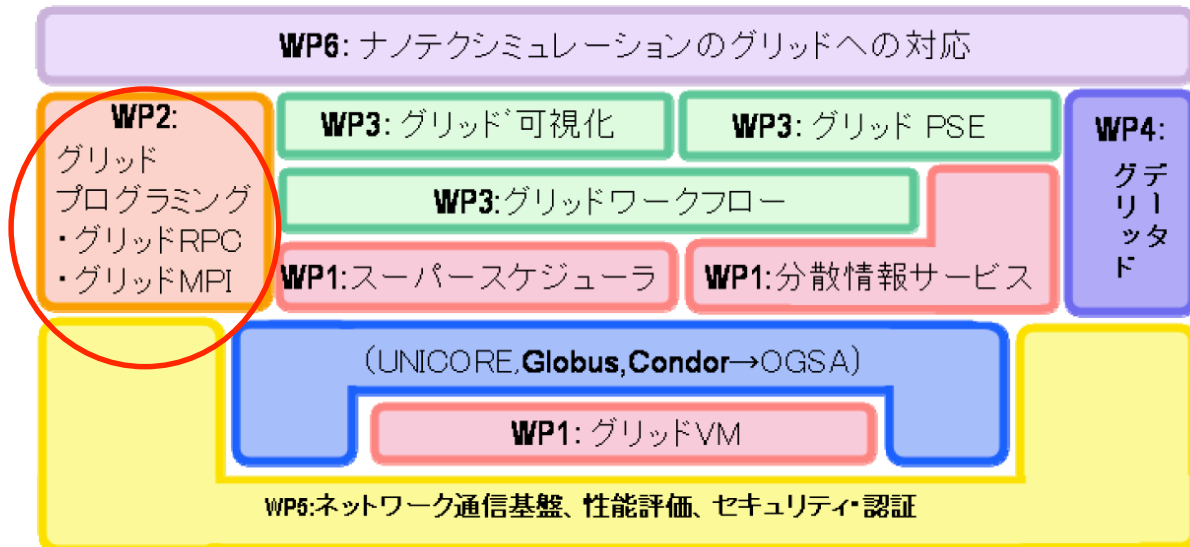 WP6: ナノテクシミュレーションのグリッドへの対応
WP2:
グリッド
プログラミング
・グリッドRPC
・グリッドMPI
WP3: グリッド゛可視化
WP3: グリッド PSE
WP4:
データ
グリッド
WP3:グリッドワークフロー
WP1:スーパースケジューラ
WP1:分散情報サービス
(UNICORE,Globus,Condor→OGSA)
WP1: グリッドVM
WP5:ネットワーク通信基盤、性能評価、セキュリティ・認証